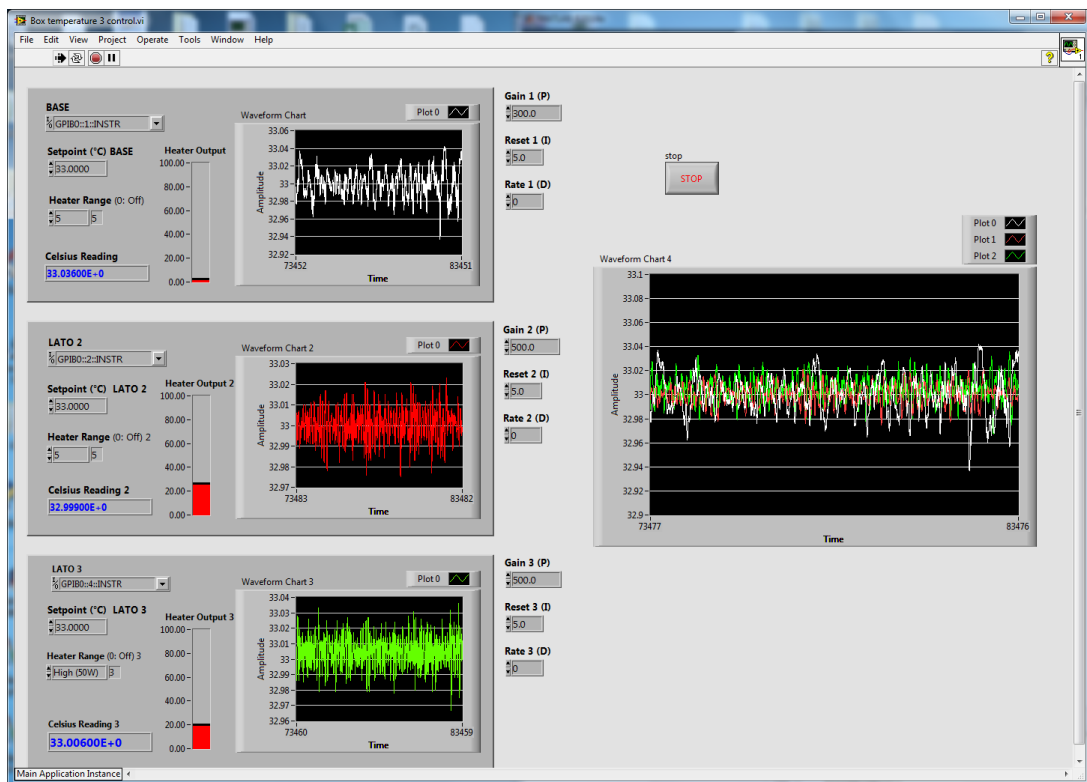 Box temperature 3 control.vi
File Edit View Project Operate Tools Window Help
BASE
GPIB0::1::INSTR
Setpoint (°C) BASE
33.0000
Heater Range (0: Off)
5 5
Celsius Reading
33.03600E+0
Heater Output
100.00
80.00
60.00
40.00
20.00
0.00
Waveform Chart
Plot 0
33.06
33.04
33.02
33
32.98
32.96
32.94
32.92
Amplitude
73452 83451
Time
Gain 1 (P)
300.0
Reset 1 (I)
5.0
Rate 1 (D)
0
stop
STOP
LATO 2
GPIB0::2::INSTR
Setpoint (°C) LATO 2
33.0000
Heater Range (0: Off) 2
5 5
Celsius Reading 2
32.99900E+0
Heater Output 2
100.00
80.00
60.00
40.00
20.00
0.00
Waveform Chart 2
Plot 0
33.03
33.02
33.01
33
32.99
32.98
32.97
Amplitude
73483 83482
Time
Gain 2 (P)
500.0
Reset 2 (I)
5.0
Rate 2 (D)
0
Plot 0
Plot 1
Plot 2
Waveform Chart 4
33.1
33.08
33.06
33.04
33.02
33
32.98
32.96
32.94
32.92
32.9
Amplitude
73477 83476
Time
LATO 3
GPIB0::4::INSTR
Setpoint (°C) LATO 3
33.0000
Heater Range (0: Off) 3
High (50W) 3
Celsius Reading 3
33.00600E+0
Heater Output 3
100.00
80.00
60.00
40.00
20.00
0.00
Waveform Chart 3
Plot 0
33.04
33.03
33.02
33.01
33
32.99
32.98
32.97
32.96
Amplitude
73460 83459
Time
Gain 3 (P)
500.0
Reset 3 (I)
5.0
Rate 3 (D)
0
Main Application Instance